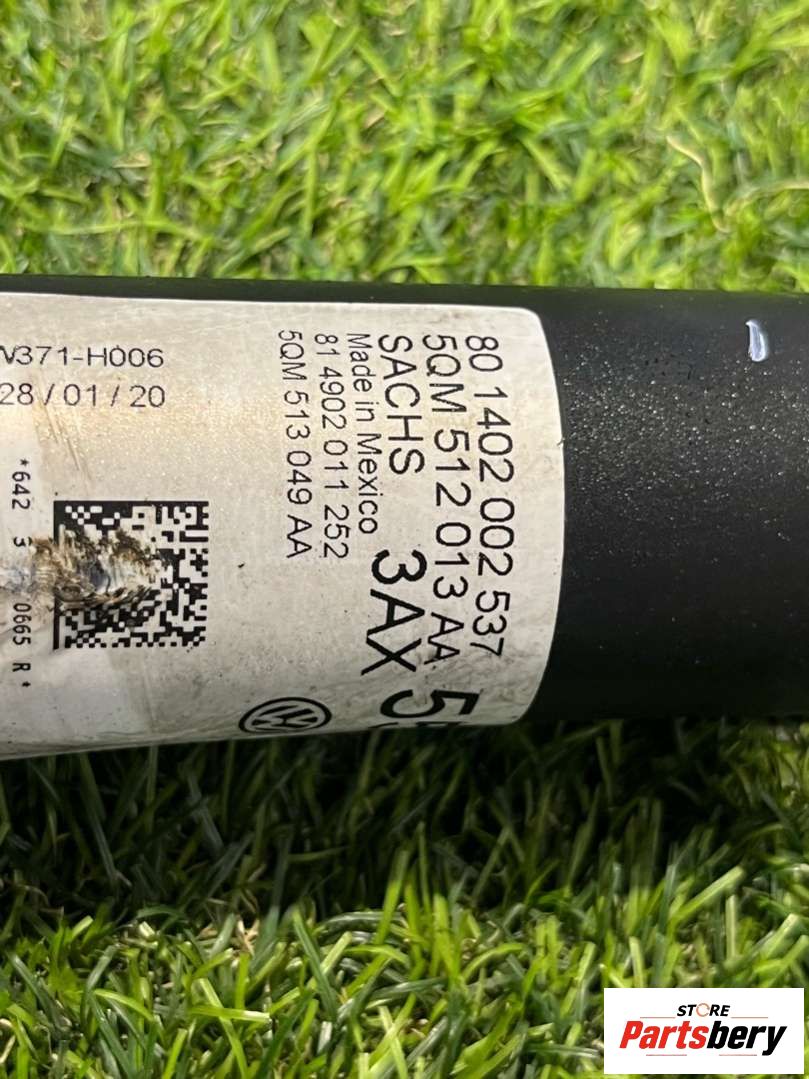 80 1402 002 537
5QM 512 013 AA
SACHS 3AX
Made in Mexico
81 4902 011 252
5QM 513 049 AA
V371-H006
28/01/20
*642 3
0665 R*
STORE
Partsbery